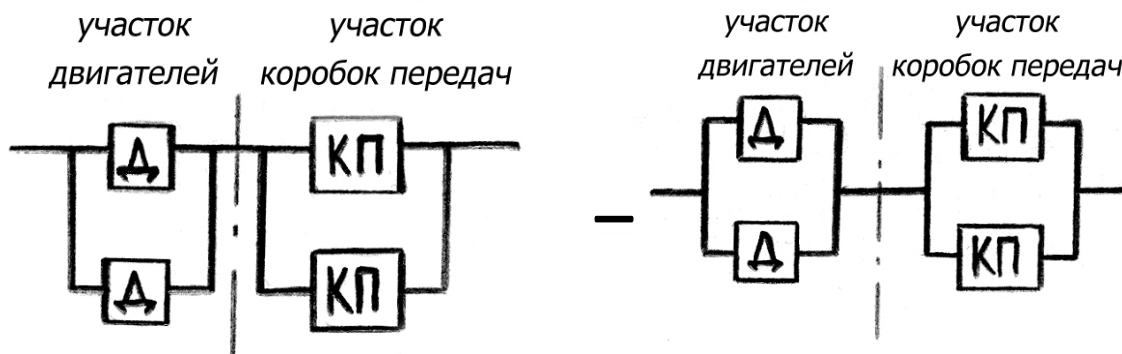 участок
двигателей
участок
коробок передач
Д
КП
Д
КП
участок
двигателей
участок
коробок передач
Д
КП
Д
КП